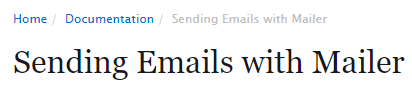 Home / Documentation / Sending Emails with Mailer
Sending Emails with Mailer